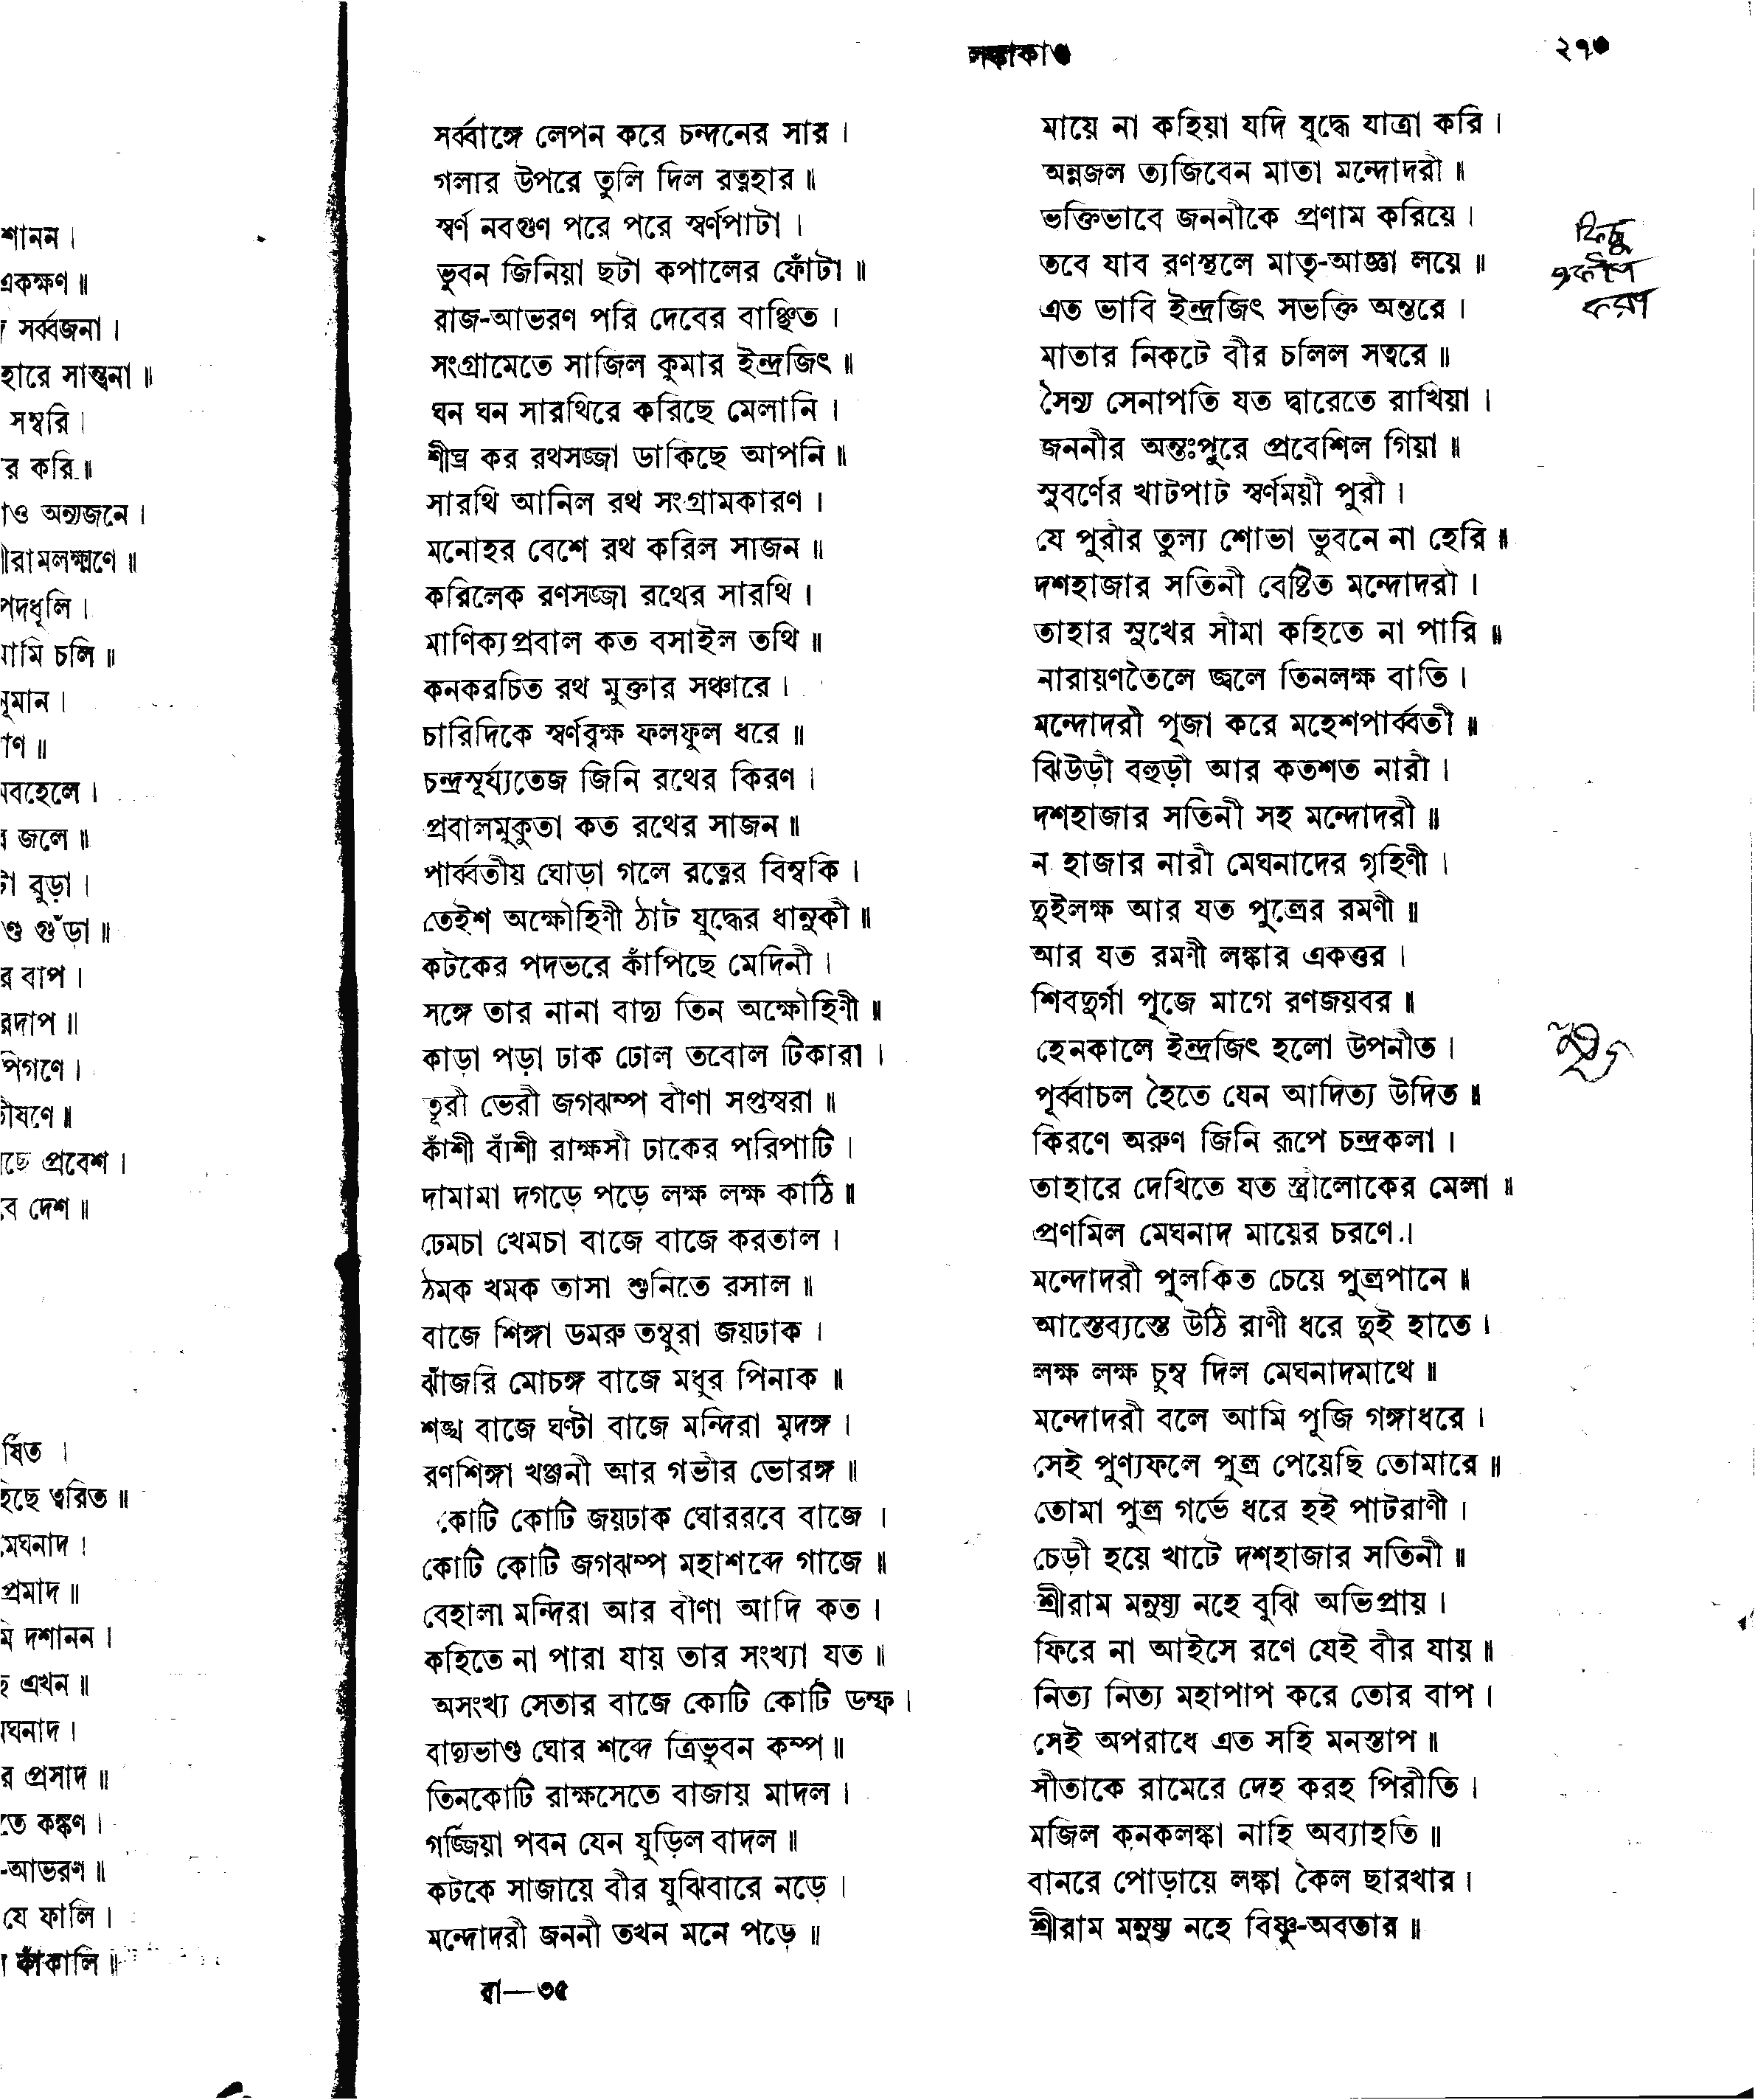 শানন ।
একক্ষণ ॥
সর্ব্বজনা ।
হারে সান্ত্বনা ॥
সম্বরি ।
র করি ॥
াও অন্যজনে ।
ীরামলক্ষ্মণে ॥
পদধূলি ।
ামি চলি ॥
নূমান ।
াণ ॥
বহেলে ।
জলে ॥
টা বুড়া ।
ণ্ড গুঁড়া ॥
র বাপ ।
রদাপ ॥
পিগণে ।
ভীষণে ॥
ছে প্রবেশ ।
ব দেশ ॥
র্ষিত ।
হিছে ত্বরিত ॥
মেঘনাদ ।
প্রমাদ ॥
মি দশানন ।
এখন ॥
মেঘনাদ ।
র প্রসাদ ॥
তে কঙ্কণ ।
-আভরণ ॥
যে ফালি ।
কাঁকালি ॥
লঙ্কাকাণ্ড
২৭৩
সর্ব্বাঙ্গে লেপন করে চন্দনের সার ।
গলার উপরে তুলি দিল রত্নহার ॥
স্বর্ণ নবগুণ পরে পরে স্বর্ণপাটা ।
ভুবন জিনিয়া ছটা কপালের ফোঁটা ॥
রাজ-আভরণ পরি দেবের বাঞ্ছিত ।
সংগ্রামেতে সাজিল কুমার ইন্দ্রজিৎ ॥
ঘন ঘন সারথিরে করিছে মেলানি ।
শীঘ্র কর রথসজ্জা ডাকিছে আপনি ॥
সারথি আনিল রথ সংগ্রামকারণ ।
মনোহর বেশে রথ করিল সাজন ॥
করিলেক রণসজ্জা রথের সারথি ।
মাণিক্যপ্রবাল কত বসাইল তথি ॥
কনকরচিত রথ মুক্তার সঞ্চারে ।
চারিদিকে স্বর্ণবৃক্ষ ফলফুল ধরে ॥
চন্দ্রসূর্য্যতেজ জিনি রথের কিরণ ।
প্রবালমুকুতা কত রথের সাজন ॥
পার্ব্বতীয় ঘোড়া গলে রত্নের বিম্বকি ।
তেইশ অক্ষৌহিণী ঠাট যুদ্ধের ধানুকী ॥
কটকের পদভরে কাঁপিছে মেদিনী ।
সঙ্গে তার নানা বাদ্য তিন অক্ষৌহিণী ॥
কাড়া পড়া ঢাক ঢোল তবোল টিকারা ।
তূরী ভেরী জগঝম্প বীণা সপ্তস্বরা ॥
কাঁশী বাঁশী রাক্ষসী ঢাকের পরিপাটি ।
দামামা দগড়ে পড়ে লক্ষ লক্ষ কাঠি ॥
ঢেমচা খেমচা বাজে বাজে করতাল ।
ঠমক খমক তাসা শুনিতে রসাল ॥
বাজে শিঙ্গা ডমরু তম্বুরা জয়ঢাক ।
ঝাঁজরি মোচঙ্গ বাজে মধুর পিনাক ॥
শঙ্খ বাজে ঘণ্টা বাজে মন্দিরা মৃদঙ্গ ।
রণশিঙ্গা খঞ্জনী আর গভীর ভোরঙ্গ ॥
কোটি কোটি জয়ঢাক ঘোররবে বাজে ।
কোটি কোটি জগঝম্প মহাশব্দে গাজে ॥
বেহালা মন্দিরা আর বীণা আদি কত ।
কহিতে না পারা যায় তার সংখ্যা যত ॥
অসংখ্য সেতার বাজে কোটি কোটি ডম্ফ ।
বাদ্যভাণ্ড ঘোর শব্দে ত্রিভুবন কম্প ॥
তিনকোটি রাক্ষসেতে বাজায় মাদল ।
গর্জ্জিয়া পবন যেন যুড়িল বাদল ॥
কটকে সাজায়ে বীর যুঝিবারে নড়ে ।
মন্দোদরী জননী তখন মনে পড়ে ॥
রা—৩৫
মায়ে না কহিয়া যদি যুদ্ধে যাত্রা করি ।
অন্নজল ত্যজিবেন মাতা মন্দোদরী ॥
ভক্তিভাবে জননীকে প্রণাম করিয়ে ।
তবে যাব রণস্থলে মাতৃ-আজ্ঞা লয়ে ॥
এত ভাবি ইন্দ্রজিৎ সভক্তি অন্তরে ।
মাতার নিকটে বীর চলিল সত্বরে ॥
সৈন্য সেনাপতি যত দ্বারেতে রাখিয়া ।
জননীর অন্তঃপুরে প্রবেশিল গিয়া ॥
সুবর্ণের খাটপাট স্বর্ণময়ী পুরী ।
যে পুরীর তুল্য শোভা ভুবনে না হেরি ॥
দশহাজার সতিনী বেষ্টিত মন্দোদরী ।
তাহার সুখের সীমা কহিতে না পারি ॥
নারায়ণতৈলে জ্বলে তিনলক্ষ বাতি ।
মন্দোদরী পূজা করে মহেশপার্ব্বতী ॥
ঝিউড়ী বহুড়ী আর কতশত নারী ।
দশহাজার সতিনী সহ মন্দোদরী ॥
ন হাজার নারী মেঘনাদের গৃহিণী ।
দুইলক্ষ আর যত পুত্ত্রের রমণী ॥
আর যত রমণী লঙ্কার একত্তর ।
শিবদুর্গা পূজে মাগে রণজয়বর ॥
হেনকালে ইন্দ্রজিৎ হলো উপনীত ।
পূর্ব্বাচল হৈতে যেন আদিত্য উদিত ॥
কিরণে অরুণ জিনি রূপে চন্দ্রকলা ।
তাহারে দেখিতে যত স্ত্রীলোকের মেলা ॥
প্রণমিল মেঘনাদ মায়ের চরণে ।
মন্দোদরী পুলকিত চেয়ে পুত্ত্রপানে ॥
আস্তেব্যস্তে উঠি রাণী ধরে দুই হাতে ।
লক্ষ লক্ষ চুম্ব দিল মেঘনাদমাথে ॥
মন্দোদরী বলে আমি পূজি গঙ্গাধরে ।
সেই পুণ্যফলে পুত্ত্র পেয়েছি তোমারে ॥
তোমা পুত্ত্র গর্ভে ধরে হই পাটরাণী ।
চেড়ী হয়ে খাটে দশহাজার সতিনী ॥
শ্রীরাম মনুষ্য নহে বুঝি অভিপ্রায় ।
ফিরে না আইসে রণে যেই বীর যায় ॥
নিত্য নিত্য মহাপাপ করে তোর বাপ ।
সেই অপরাধে এত সহি মনস্তাপ ॥
সীতাকে রামেরে দেহ করহ পিরীতি ।
মজিল কনকলঙ্কা নাহি অব্যাহতি ॥
বানরে পোড়ায়ে লঙ্কা কৈল ছারখার ।
শ্রীরাম মনুষ্য নহে বিষ্ণু-অবতার ॥
কিছু
করা